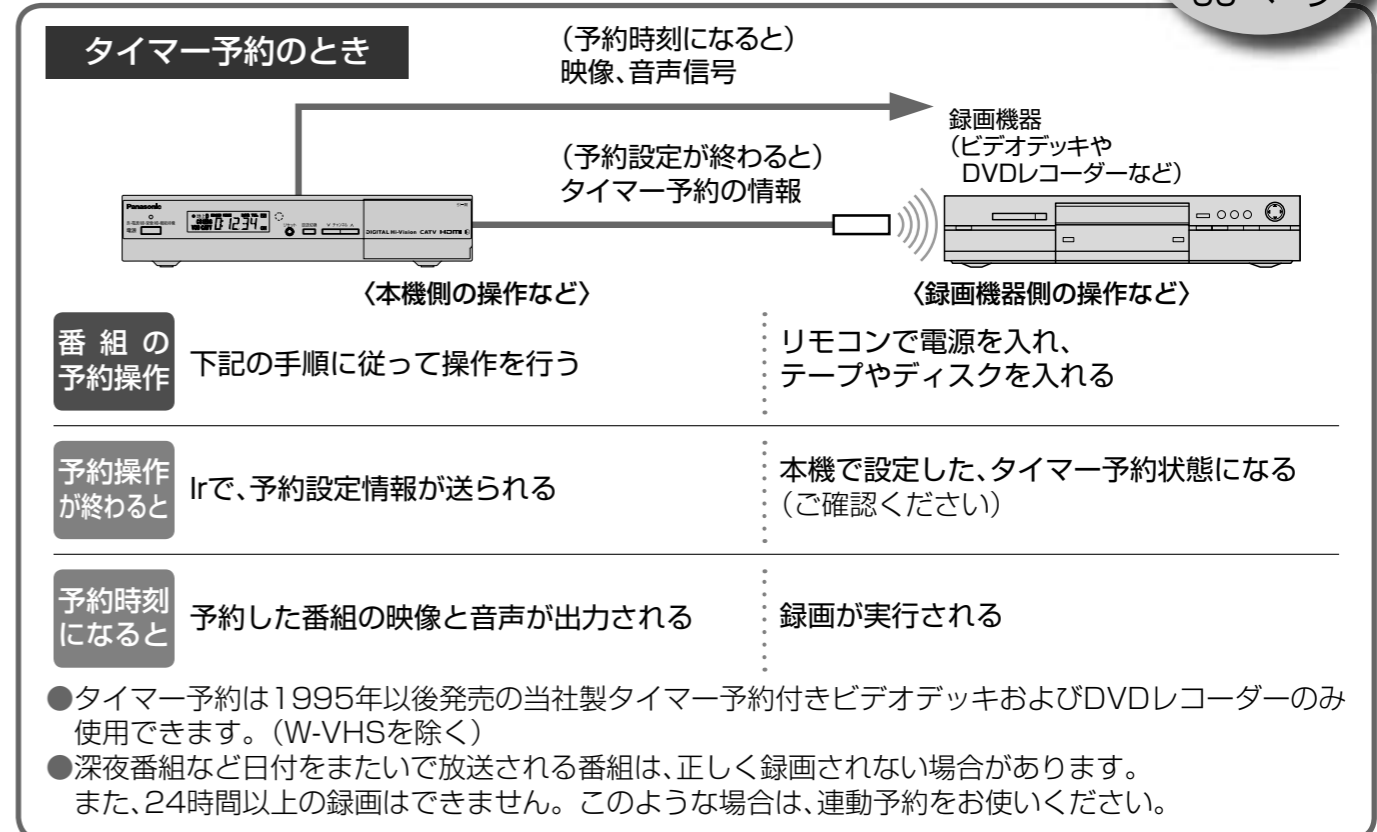 タイマー予約のとき
（予約時刻になると）
映像、音声信号
（予約設定が終わると）
タイマー予約の情報
録画機器
（ビデオデッキや
DVDレコーダーなど）
Panasonic
電源
DIGITAL Hi-Vision CATV HDMI
〈本機側の操作など〉
〈録画機器側の操作など〉
番組の
予約操作
下記の手順に従って操作を行う
リモコンで電源を入れ、
テープやディスクを入れる
予約操作
が終わると
Irで、予約設定情報が送られる
本機で設定した、タイマー予約状態になる
（ご確認ください）
予約時刻
になると
予約した番組の映像と音声が出力される
録画が実行される
●タイマー予約は1995年以後発売の当社製タイマー予約付きビデオデッキおよびDVDレコーダーのみ
使用できます。（W-VHSを除く）
●深夜番組など日付をまたいで放送される番組は、正しく録画されない場合があります。
また、24時間以上の録画はできません。このような場合は、連動予約をお使いください。